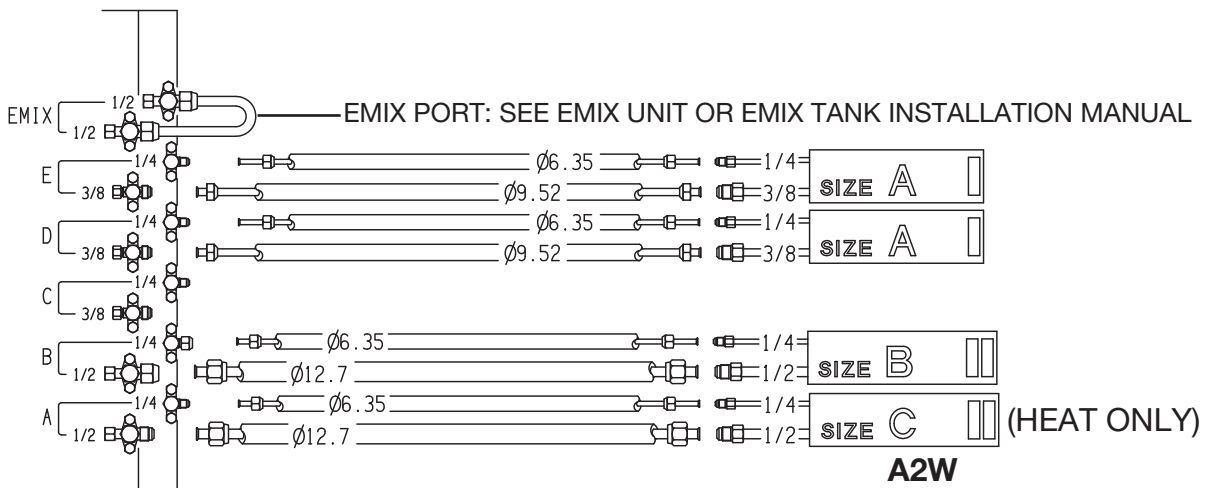 EMIX
1/2
1/2
EMIX PORT: SEE EMIX UNIT OR EMIX TANK INSTALLATION MANUAL
E
1/4
Ø6.35
1/4
3/8
Ø9.52
3/8
SIZE A
D
1/4
Ø6.35
1/4
3/8
Ø9.52
3/8
SIZE A
C
1/4
3/8
B
1/4
Ø6.35
1/4
1/2
Ø12.7
1/2
SIZE B
A
1/4
Ø6.35
1/4
1/2
Ø12.7
1/2
SIZE C
(HEAT ONLY)
A2W